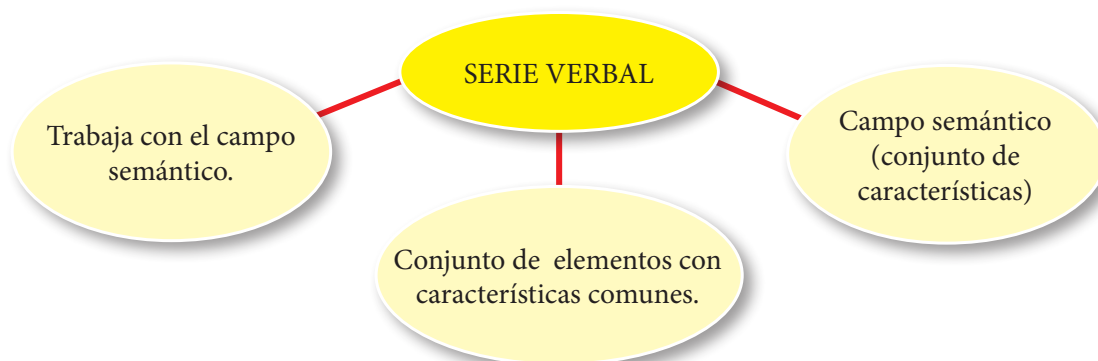 SERIE VERBAL
Trabaja con el campo
semántico.
Conjunto de elementos con
características comunes.
Campo semántico
(conjunto de
características)